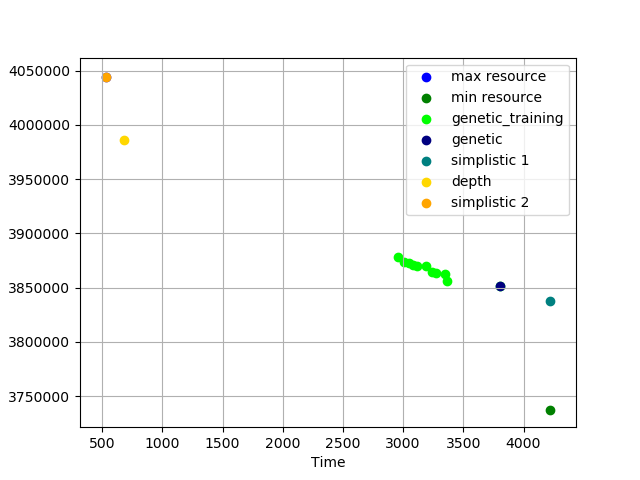 4050000
4000000
3950000
3900000
3850000
3800000
3750000
max resource
min resource
genetic_training
genetic
simplistic 1
depth
simplistic 2
500 1000 1500 2000 2500 3000 3500 4000
Time